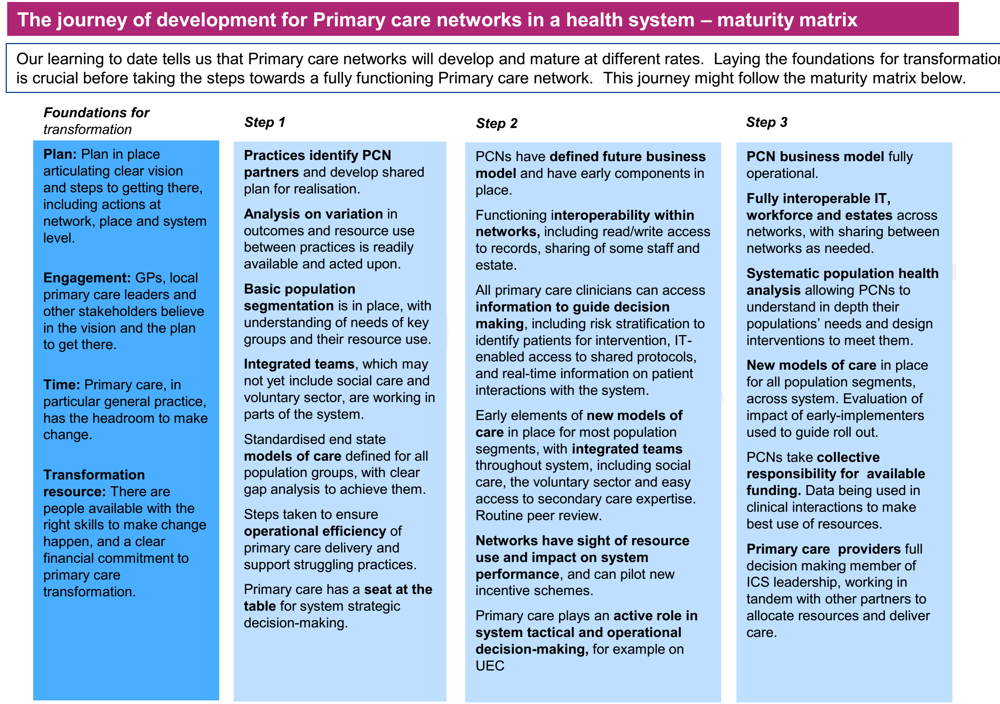 The journey of development for Primary care networks in a health system – maturity matrix
Our learning to date tells us that Primary care networks will develop and mature at different rates. Laying the foundations for transformation
is crucial before taking the steps towards a fully functioning Primary care network. This journey might follow the maturity matrix below.
Foundations for
transformation
Plan: Plan in place
articulating clear vision
and steps to getting there,
including actions at
network, place and system
level.
Engagement: GPs, local
primary care leaders and
other stakeholders believe
in the vision and the plan
to get there.
Time: Primary care, in
particular general practice,
has the headroom to make
change.
Transformation
resource: There are
people available with the
right skills to make change
happen, and a clear
financial commitment to
primary care
transformation.
Step 1
Practices identify PCN
partners and develop shared
plan for realisation.
Analysis on variation in
outcomes and resource use
between practices is readily
available and acted upon.
Basic population
segmentation is in place, with
understanding of needs of key
groups and their resource use.
Integrated teams, which may
not yet include social care and
voluntary sector, are working in
parts of the system.
Standardised end state
models of care defined for all
population groups, with clear
gap analysis to achieve them.
Steps taken to ensure
operational efficiency of
primary care delivery and
support struggling practices.
Primary care has a seat at the
table for system strategic
decision-making.
Step 2
PCNs have defined future business
model and have early components in
place.
Functioning interoperability within
networks, including read/write access
to records, sharing of some staff and
estate.
All primary care clinicians can access
information to guide decision
making, including risk stratification to
identify patients for intervention, IT-
enabled access to shared protocols,
and real-time information on patient
interactions with the system.
Early elements of new models of
care in place for most population
segments, with integrated teams
throughout system, including social
care, the voluntary sector and easy
access to secondary care expertise.
Routine peer review.
Networks have sight of resource
use and impact on system
performance, and can pilot new
incentive schemes.
Primary care plays an active role in
system tactical and operational
decision-making, for example on
UEC
Step 3
PCN business model fully
operational.
Fully interoperable IT,
workforce and estates across
networks, with sharing between
networks as needed.
Systematic population health
analysis allowing PCNs to
understand in depth their
populations’ needs and design
interventions to meet them.
New models of care in place
for all population segments,
across system. Evaluation of
impact of early-implementers
used to guide roll out.
PCNs take collective
responsibility for available
funding. Data being used in
clinical interactions to make
best use of resources.
Primary care providers full
decision making member of
ICS leadership, working in
tandem with other partners to
allocate resources and deliver
care.